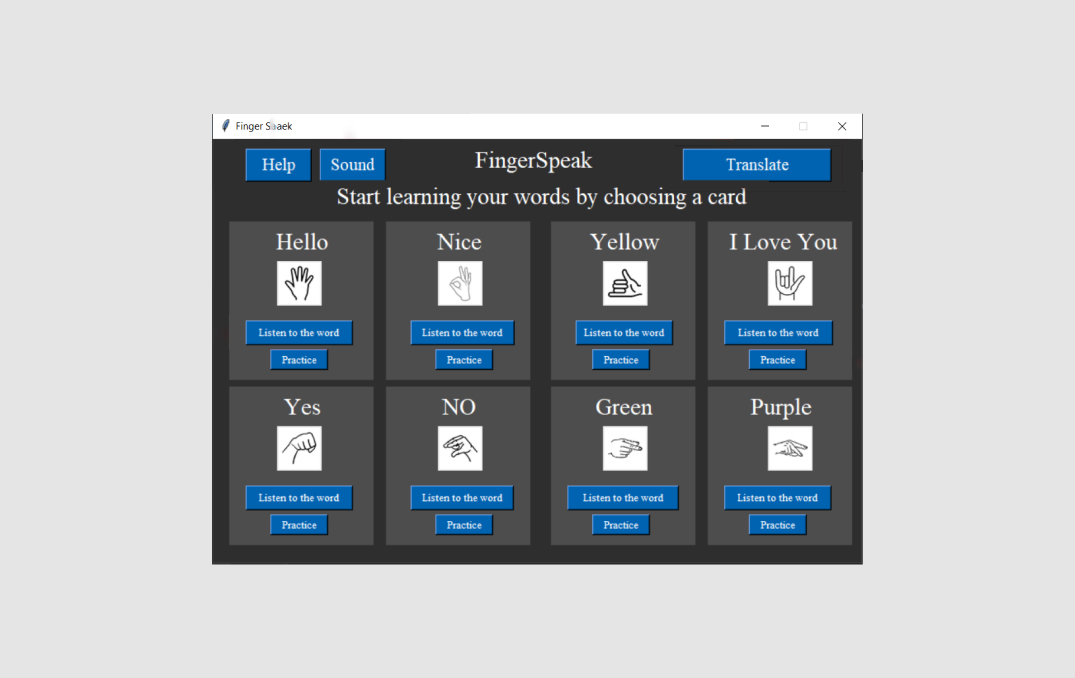 Finger Spaek
Help Sound FingerSpeak Translate
Start learning your words by choosing a card
Hello Nice Yellow I Love You
Listen to the word Listen to the word Listen to the word Listen to the word
Practice Practice Practice Practice
Yes NO Green Purple
Listen to the word Listen to the word Listen to the word Listen to the word
Practice Practice Practice Practice